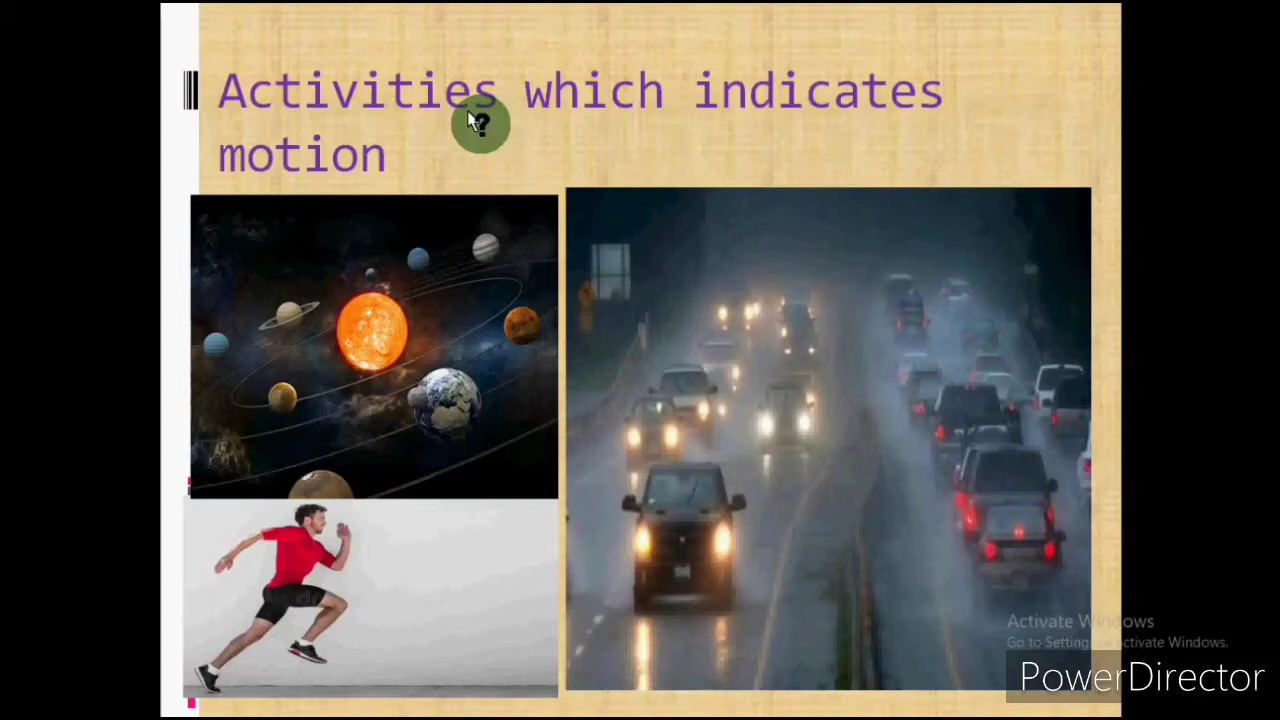 Activities which indicates
motion
?
Activate Windows
Go to Settings to activate Windows.
PowerDirector